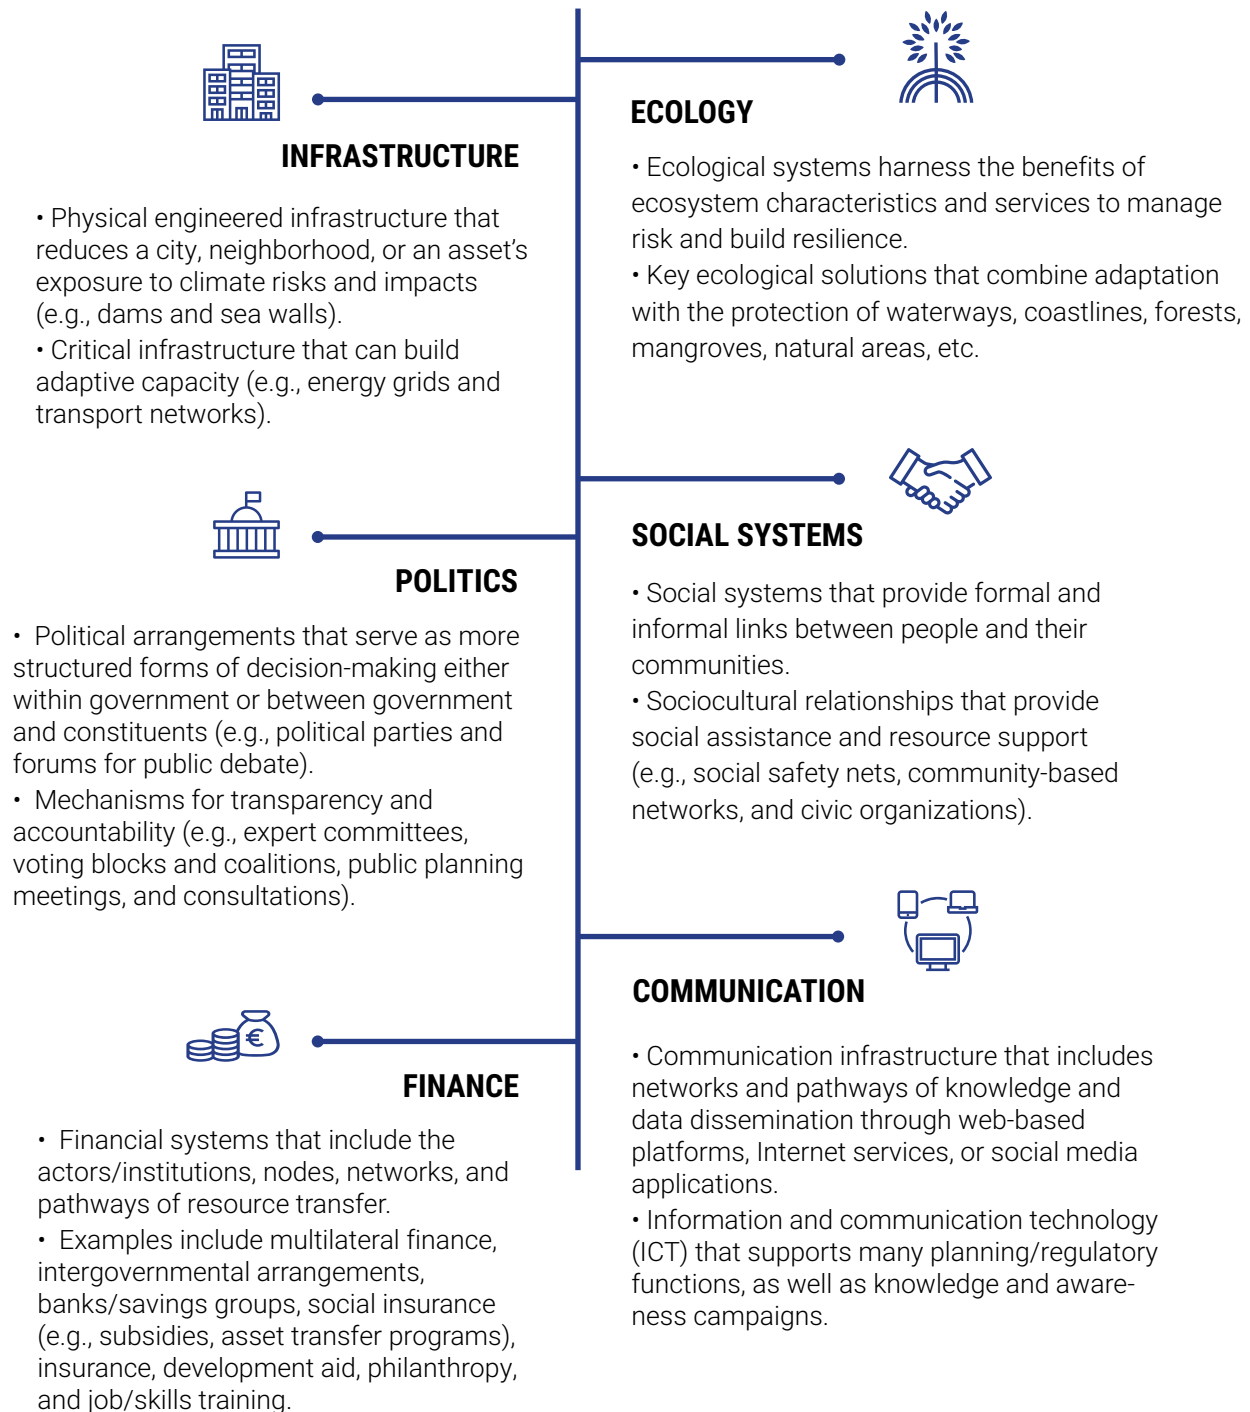 INFRASTRUCTURE
• Physical engineered infrastructure that
reduces a city, neighborhood, or an asset's
exposure to climate risks and impacts
(e.g., dams and sea walls).
• Critical infrastructure that can build
adaptive capacity (e.g., energy grids and
transport networks).
ECOLOGY
• Ecological systems harness the benefits of
ecosystem characteristics and services to manage
risk and build resilience.
• Key ecological solutions that combine adaptation
with the protection of waterways, coastlines, forests,
mangroves, natural areas, etc.
POLITICS
• Political arrangements that serve as more
structured forms of decision-making either
within government or between government
and constituents (e.g., political parties and
forums for public debate).
• Mechanisms for transparency and
accountability (e.g., expert committees,
voting blocks and coalitions, public planning
meetings, and consultations).
SOCIAL SYSTEMS
• Social systems that provide formal and
informal links between people and their
communities.
• Sociocultural relationships that provide
social assistance and resource support
(e.g., social safety nets, community-based
networks, and civic organizations).
€
FINANCE
• Financial systems that include the
actors/institutions, nodes, networks, and
pathways of resource transfer.
• Examples include multilateral finance,
intergovernmental arrangements,
banks/savings groups, social insurance
(e.g., subsidies, asset transfer programs),
insurance, development aid, philanthropy,
and job/skills training.
COMMUNICATION
• Communication infrastructure that includes
networks and pathways of knowledge and
data dissemination through web-based
platforms, Internet services, or social media
applications.
• Information and communication technology
(ICT) that supports many planning/regulatory
functions, as well as knowledge and aware-
ness campaigns.